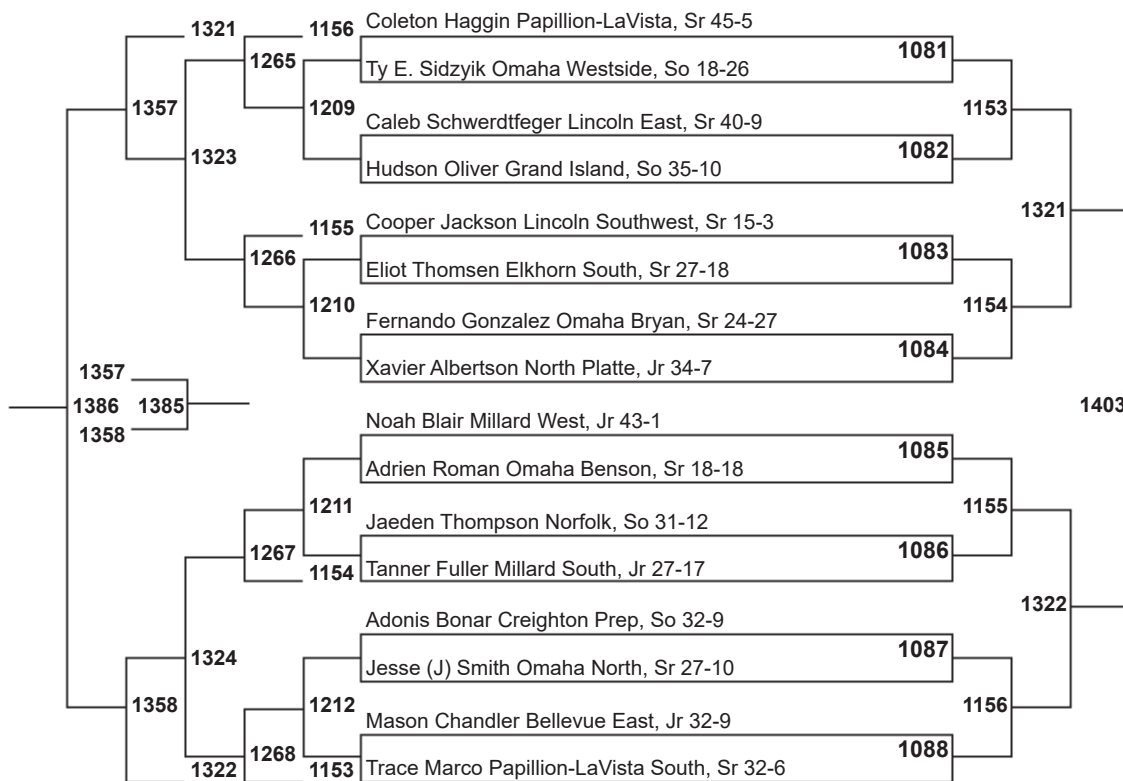 Coleton Haggin Papillion-LaVista, Sr 45-5
1321
1156
1081
1265
Ty E. Sidzyik Omaha Westside, So 18-26
1357
1209
1153
Caleb Schwerdtfeger Lincoln East, Sr 40-9
1082
1323
Hudson Oliver Grand Island, So 35-10
1321
Cooper Jackson Lincoln Southwest, Sr 15-3
1155
1083
1266
Eliot Thomsen Elkhorn South, Sr 27-18
1210
1154
Fernando Gonzalez Omaha Bryan, Sr 24-27
1084
Xavier Albertson North Platte, Jr 34-7
1357
1386
1385
1403
1358
Noah Blair Millard West, Jr 43-1
1085
Adrien Roman Omaha Benson, Sr 18-18
1211
1155
Jaeden Thompson Norfolk, So 31-12
1086
1267
Tanner Fuller Millard South, Jr 27-17
1154
1322
Adonis Bonar Creighton Prep, So 32-9
1087
1324
Jesse (J) Smith Omaha North, Sr 27-10
1358
1212
1156
Mason Chandler Bellevue East, Jr 32-9
1088
1268
1322
1153
Trace Marco Papillion-LaVista South, Sr 32-6